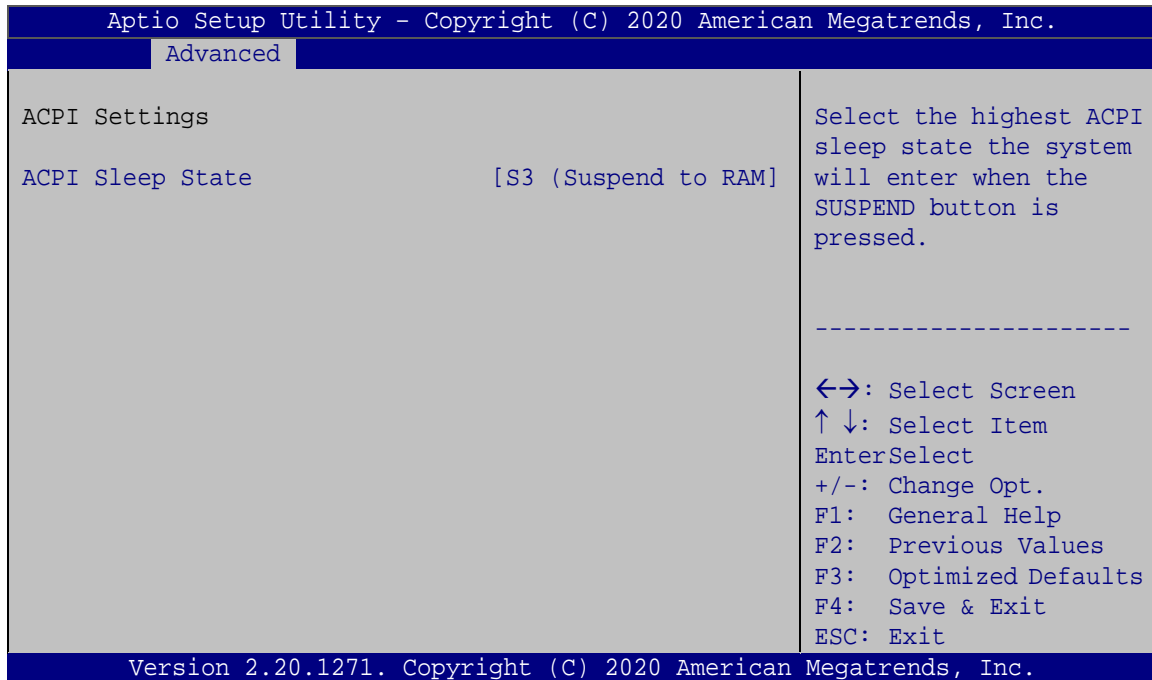 Aptio Setup Utility – Copyright (C) 2020 American Megatrends, Inc.
Advanced
ACPI Settings
ACPI Sleep State [S3 (Suspend to RAM]
Select the highest ACPI
sleep state the system
will enter when the
SUSPEND button is
pressed.
----------------------
←→: Select Screen
↑ ↓: Select Item
EnterSelect
+/-: Change Opt.
F1: General Help
F2: Previous Values
F3: Optimized Defaults
F4: Save & Exit
ESC: Exit
Version 2.20.1271. Copyright (C) 2020 American Megatrends, Inc.